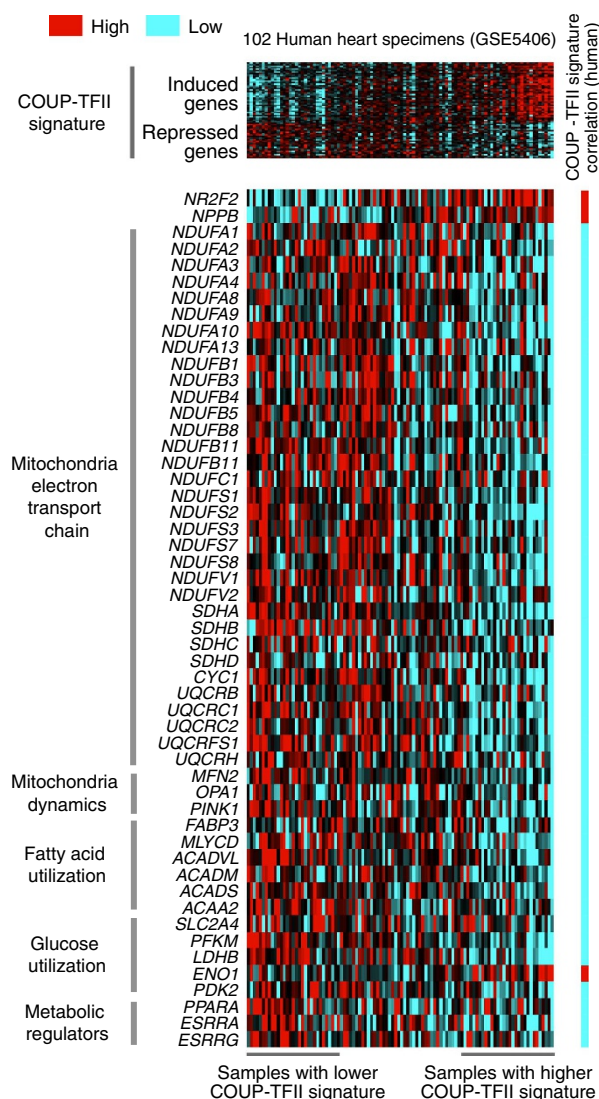 High
Low
102 Human heart specimens (GSE5406)
COUP-TFII
signature
Induced
genes
Repressed
genes
COUP -TFII signature
correlation (human)
NR2F2
NPPB
NDUFA1
NDUFA2
NDUFA3
NDUFA4
NDUFA8
NDUFA9
NDUFA10
NDUFA13
NDUFB1
NDUFB3
NDUFB4
NDUFB5
NDUFB8
NDUFB11
NDUFB11
NDUFC1
NDUFS1
NDUFS2
NDUFS3
NDUFS7
NDUFS8
NDUFV1
NDUFV2
SDHA
SDHB
SDHC
SDHD
CYC1
UQCRB
UQCRC1
UQCRC2
UQCRFS1
UQCRH
MFN2
OPA1
PINK1
FABP3
MLYCD
ACADVL
ACADM
ACADS
ACAA2
SLC2A4
PFKM
LDHB
ENO1
PDK2
PPARA
ESRRA
ESRRG
Mitochondria
electron
transport
chain
Mitochondria
dynamics
Fatty acid
utilization
Glucose
utilization
Metabolic
regulators
Samples with lower
COUP-TFII signature
Samples with higher
COUP-TFII signature